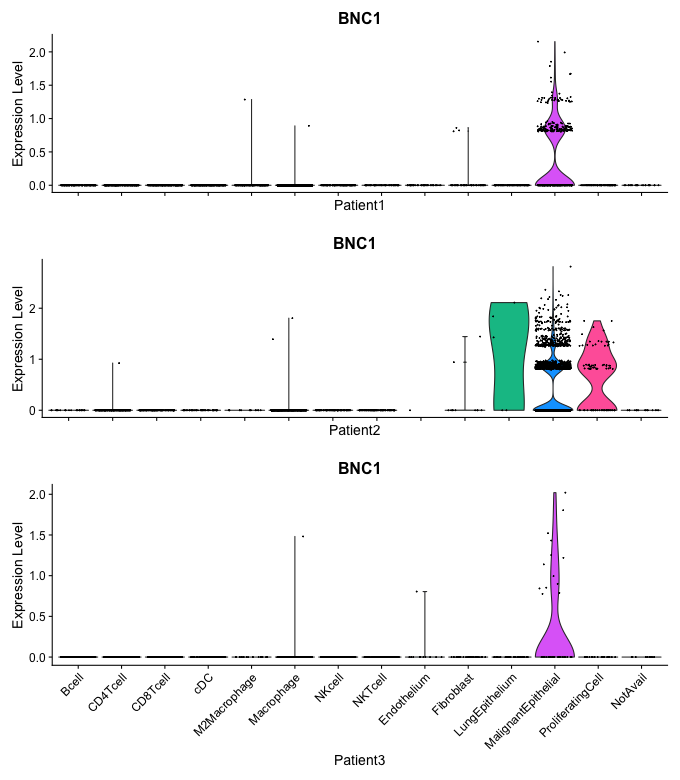 BNC1
Expression Level
2.0
1.5
1.0
0.5
0.0
Patient1
BNC1
Expression Level
2
1
0
Patient2
BNC1
Expression Level
2.0
1.5
1.0
0.5
0.0
Bcell
CD4Tcell
CD8Tcell
cDC
M2Macrophage
Macrophage
NKcell
NKTcell
Endothelium
Fibroblast
LungEpithelium
MalignantEpithelial
ProliferatingCell
NotAvail
Patient3